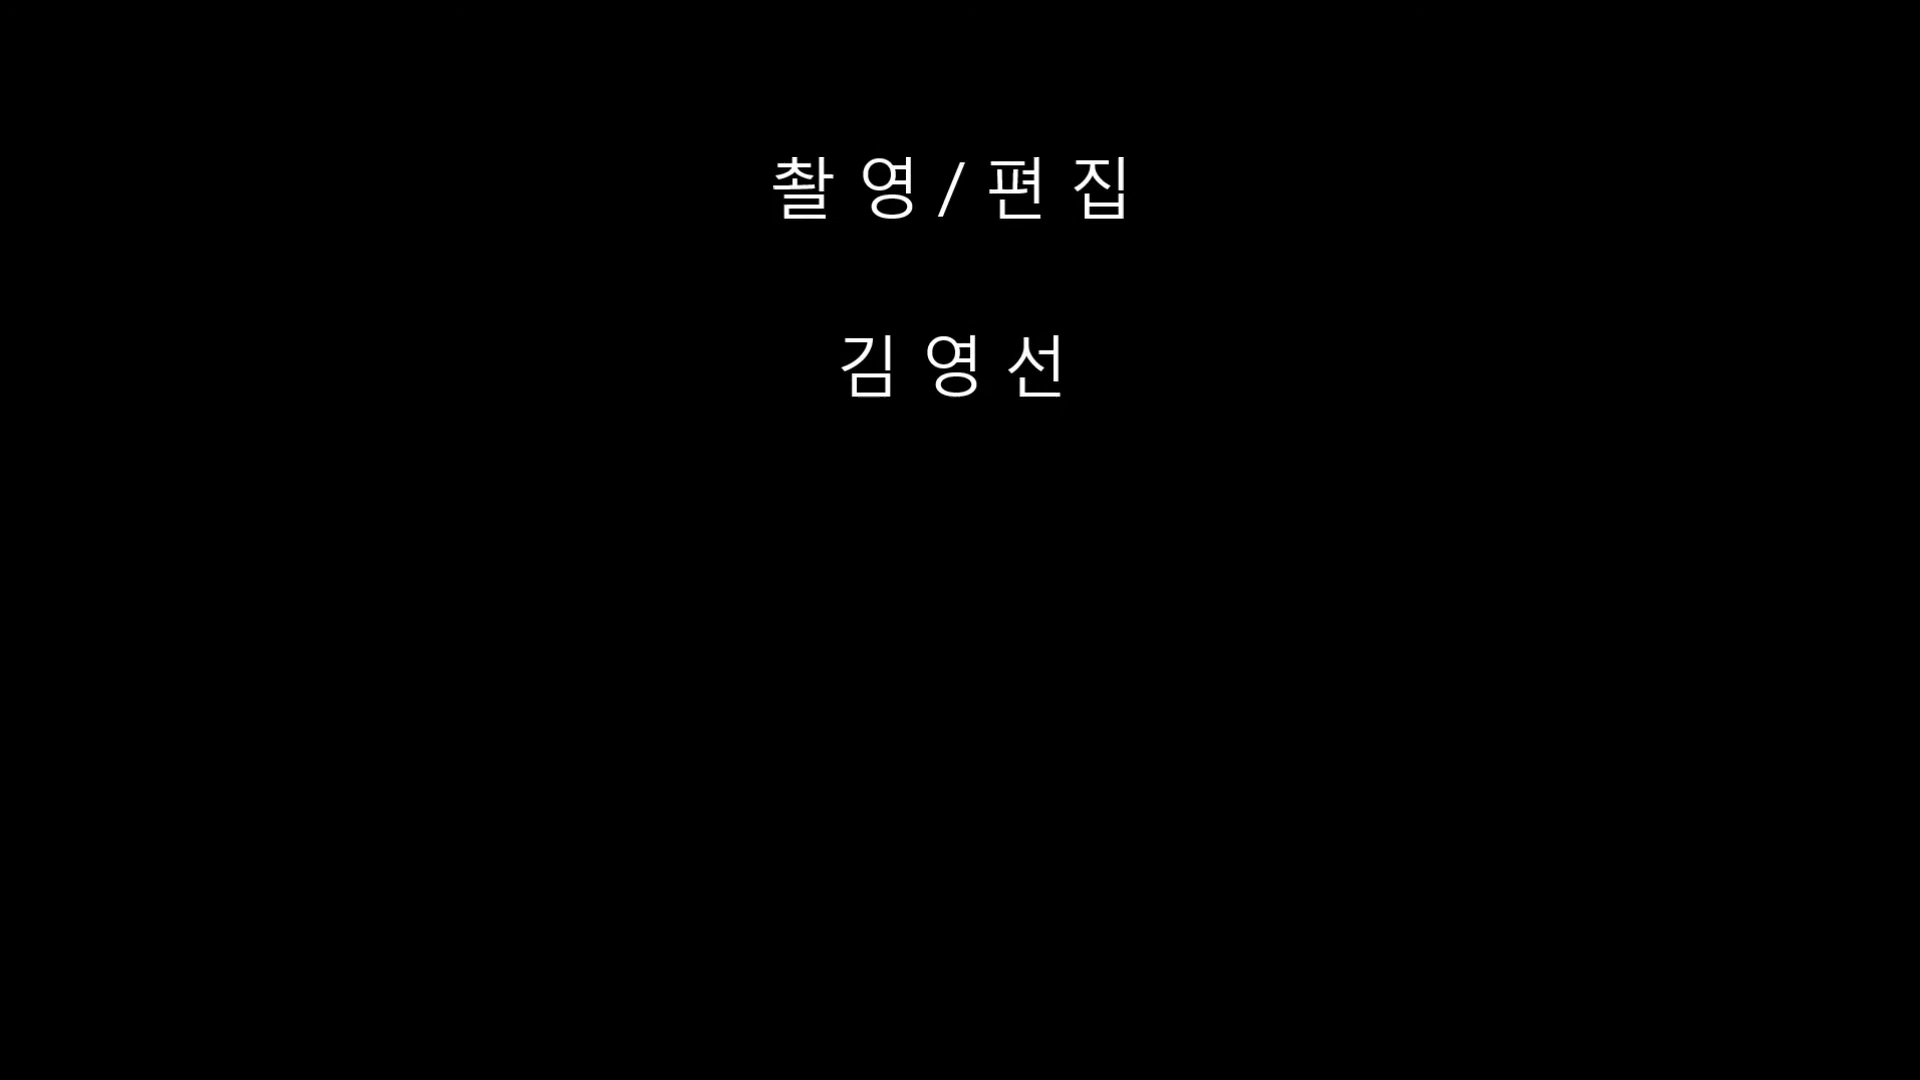 촬 영 / 편 집
김 영 선